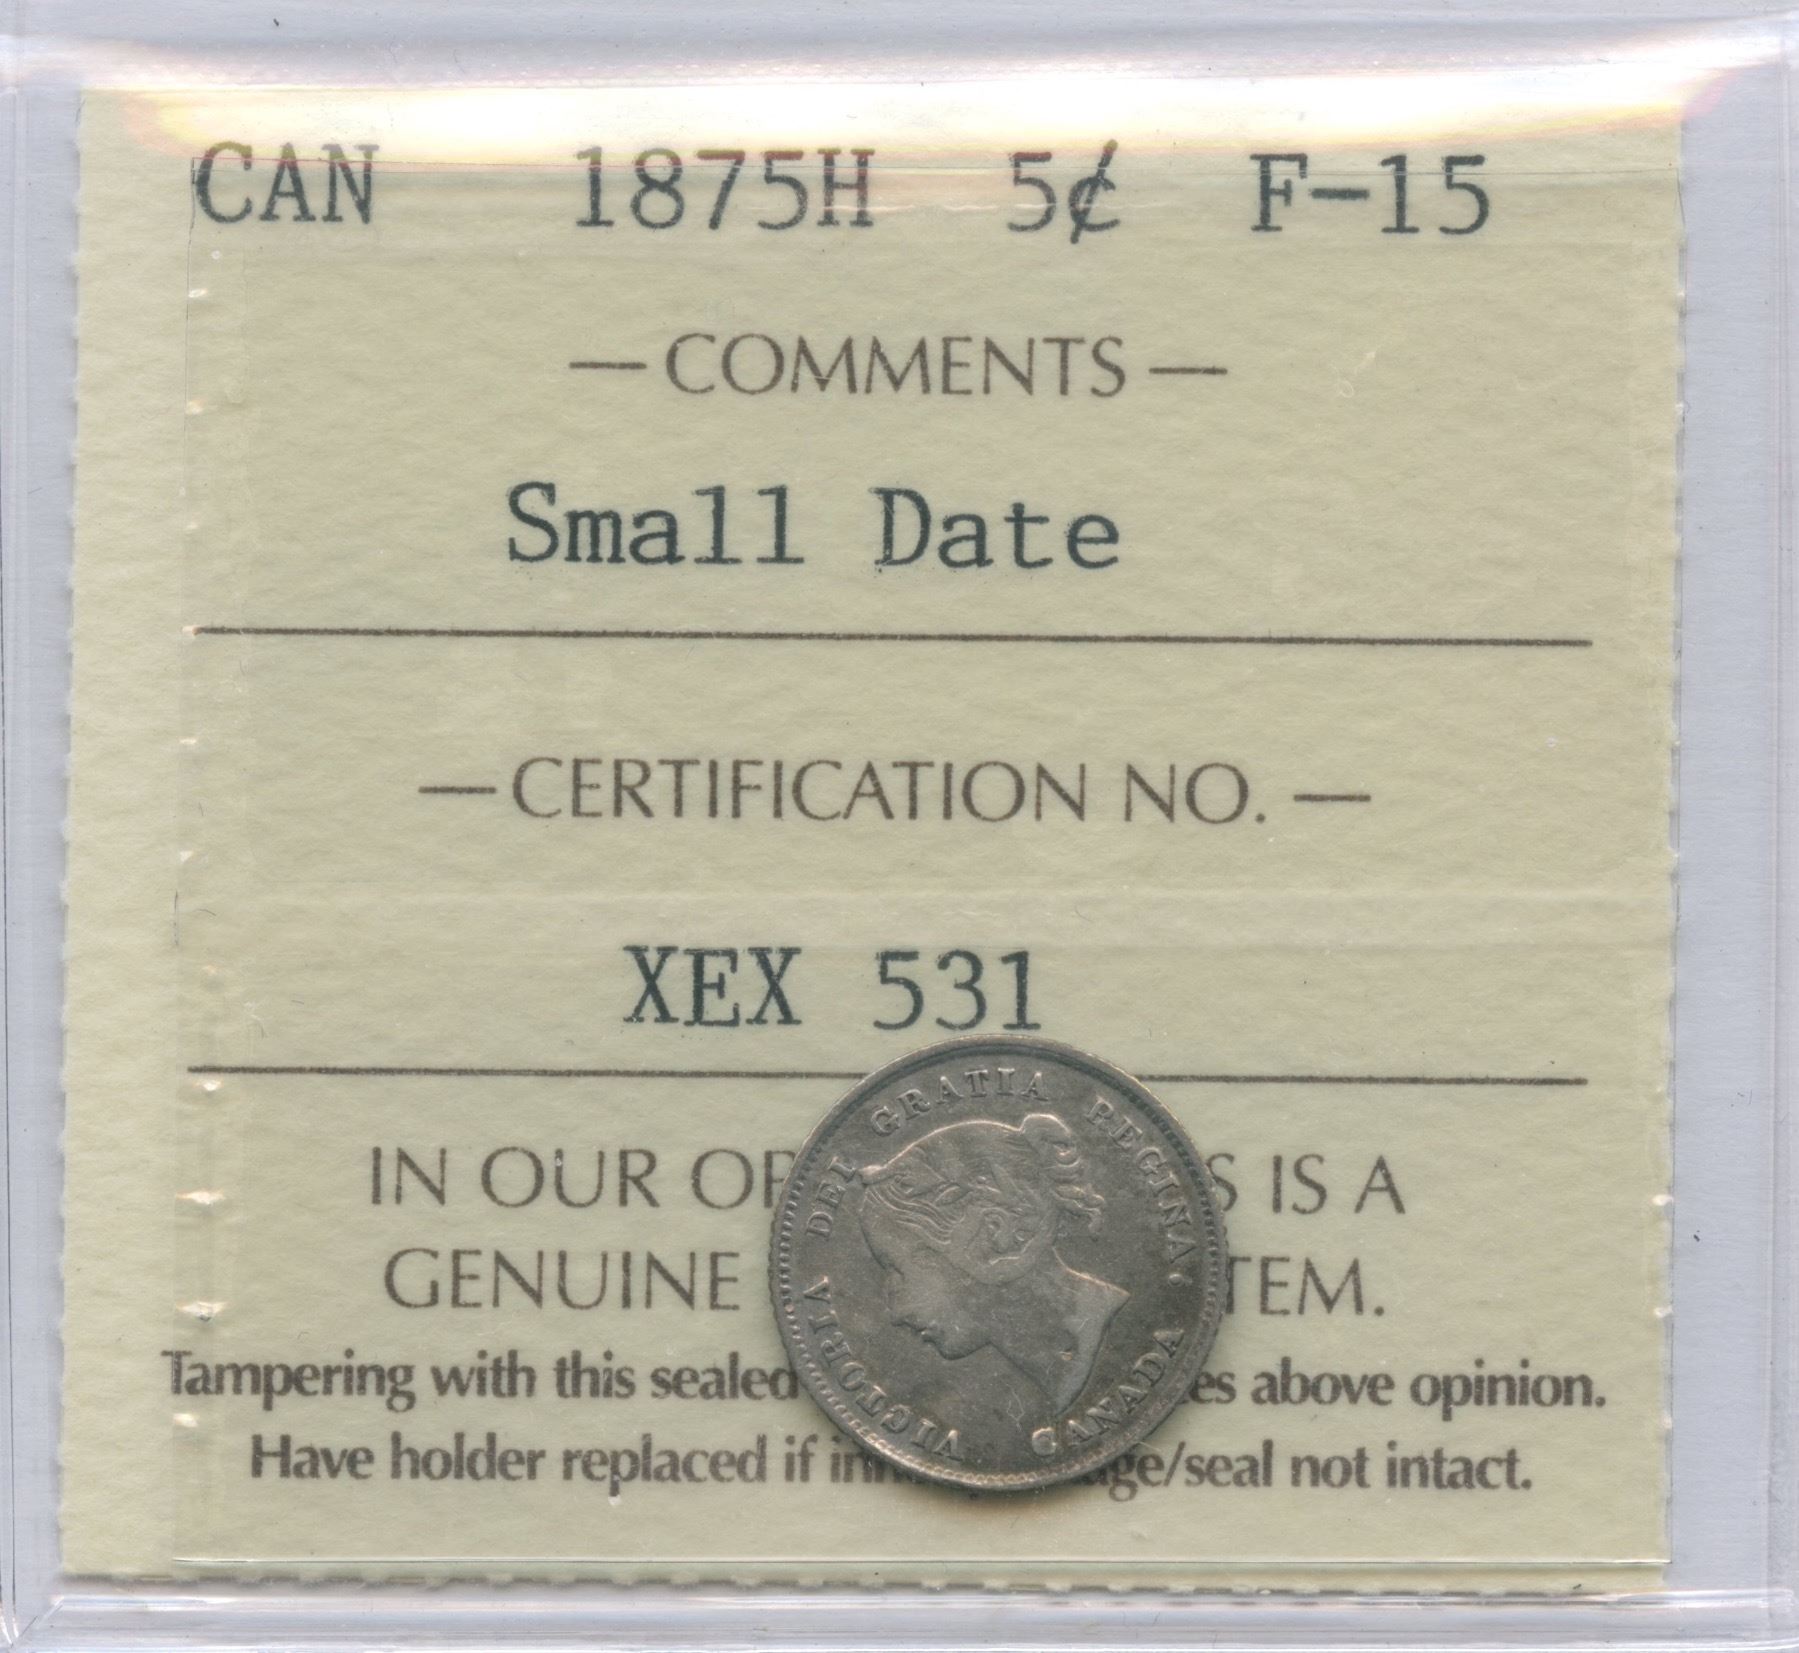 CAN 1875H 5¢ F-15
— COMMENTS —
Small Date
— CERTIFICATION NO. —
XEX 531
IN OUR OP S IS A
GENUINE TEM.
Tampering with this sealed es above opinion.
Have holder replaced if inn ge/seal not intact.
VICTORIA DEI GRATIA REGINA. CANADA